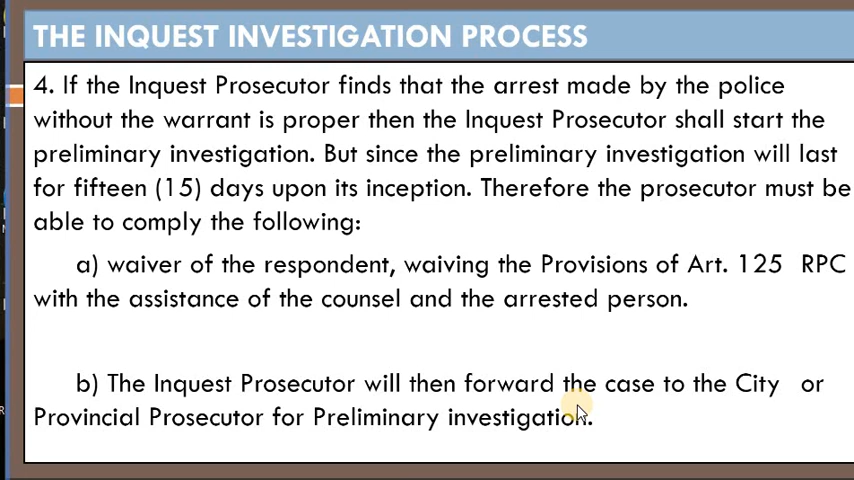 THE INQUEST INVESTIGATION PROCESS
4. If the Inquest Prosecutor finds that the arrest made by the police
without the warrant is proper then the Inquest Prosecutor shall start the
preliminary investigation. But since the preliminary investigation will last
for fifteen (15) days upon its inception. Therefore the prosecutor must be
able to comply the following:
a) waiver of the respondent, waiving the Provisions of Art. 125 RPC
with the assistance of the counsel and the arrested person.
b) The Inquest Prosecutor will then forward the case to the City or
Provincial Prosecutor for Preliminary investigation.